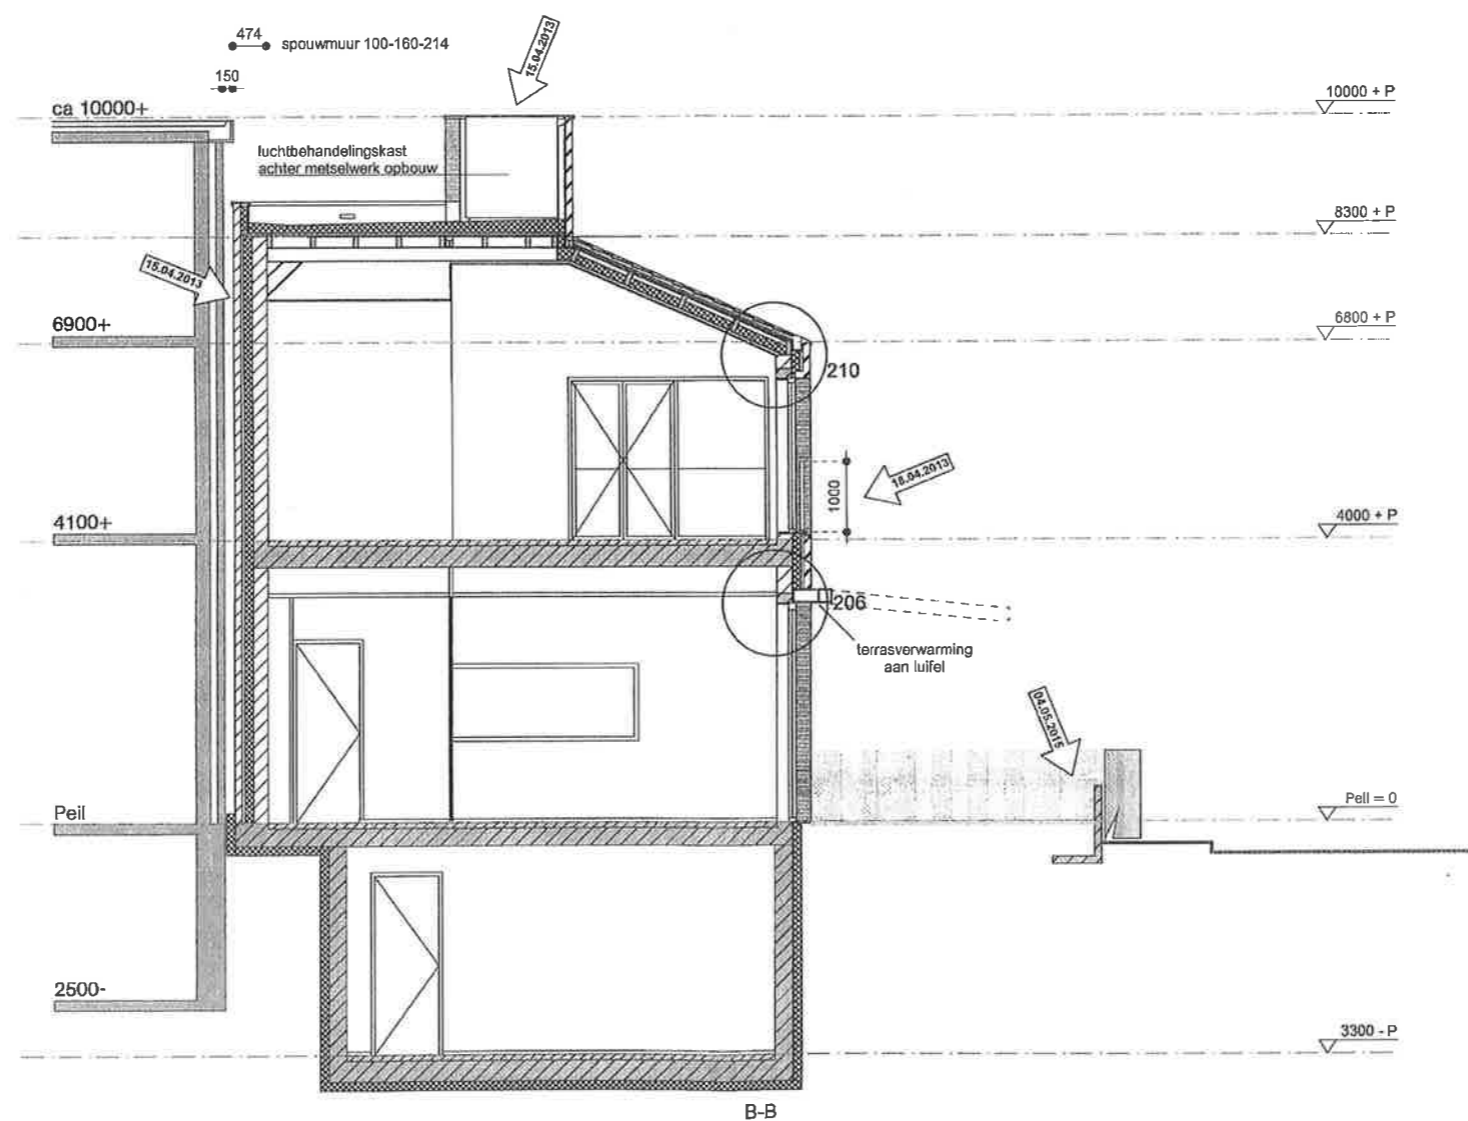 474
spouwmuur 100-160-214
150
15.04.2013
ca 10000+
10000 + P
luchtbehandelingskast
achter metselwerk opbouw
8300 + P
15.04.2013
6900+
6800 + P
210
18.04.2013
1000
4100+
4000 + P
206
terrasverwarming
aan luifel
04.05.2015
Peil
Peil = 0
2500-
3300 - P
B-B